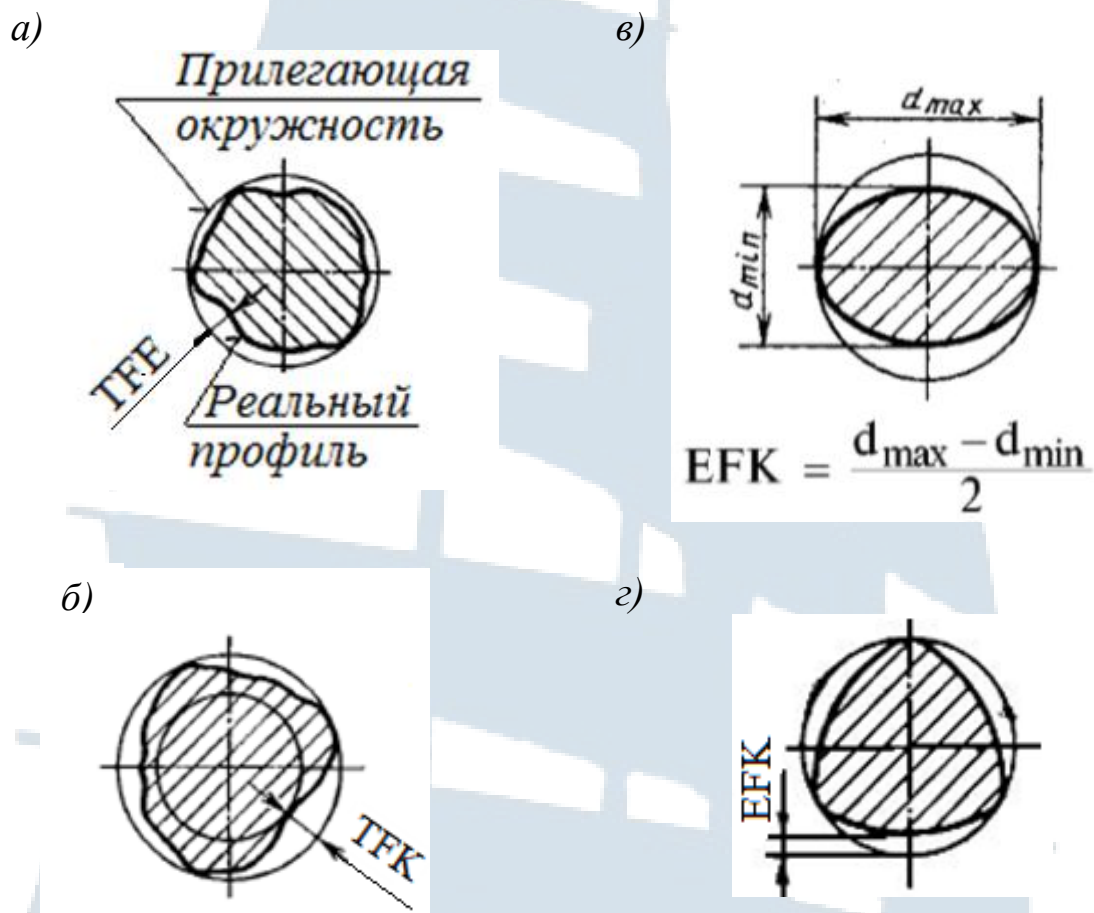 а)
Прилегающая
окружность
TFE
Реальный
профиль
в)
d max
d min
EFK = d max − d min
2
б)
TFK
г)
EFK